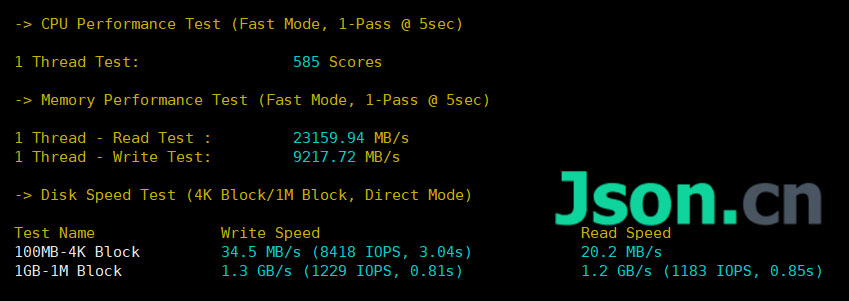 -> CPU Performance Test (Fast Mode, 1-Pass @ 5sec)
1 Thread Test: 585 Scores
-> Memory Performance Test (Fast Mode, 1-Pass @ 5sec)
1 Thread - Read Test : 23159.94 MB/s
1 Thread - Write Test: 9217.72 MB/s
-> Disk Speed Test (4K Block/1M Block, Direct Mode)
Json.cn
Test Name Write Speed Read Speed
100MB-4K Block 34.5 MB/s (8418 IOPS, 3.04s) 20.2 MB/s
1GB-1M Block 1.3 GB/s (1229 IOPS, 0.81s) 1.2 GB/s (1183 IOPS, 0.85s)